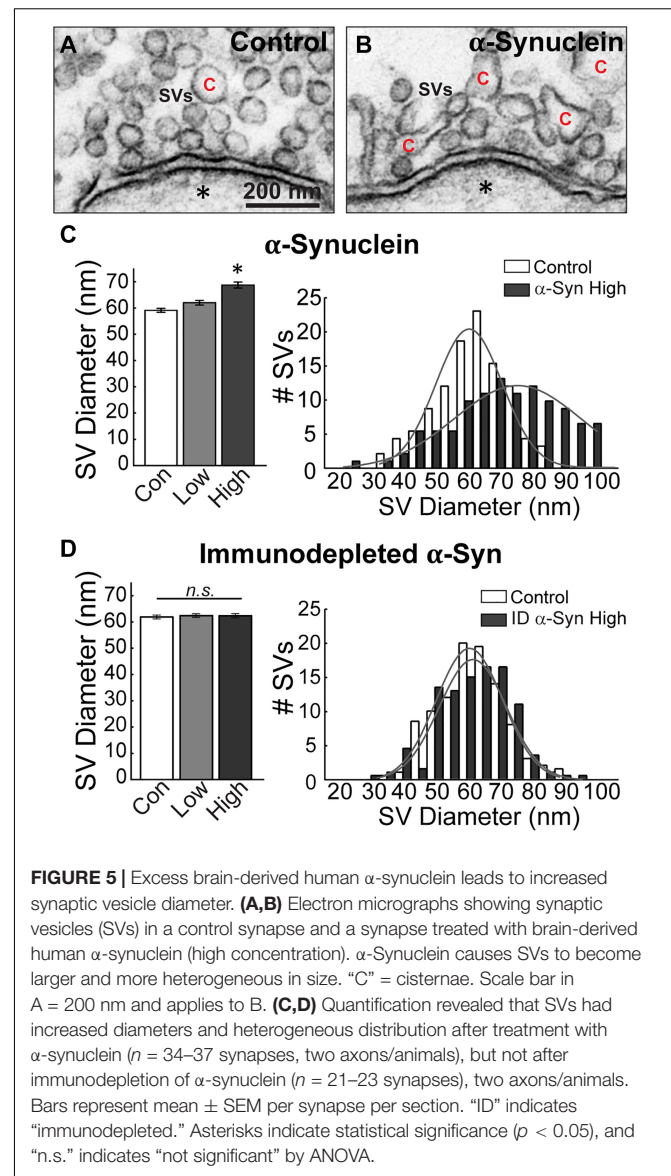 A Control
SVs C
*
200 nm
B α-Synuclein
SVs C C
C C
*
C
α-Synuclein
SV Diameter (nm)
70
60
50
40
30
20
10
0
*
Con Low High
Control
α-Syn High
# SVs
25
20
15
10
5
0
20 30 40 50 60 70 80 90 100
SV Diameter (nm)
D
Immunodepleted α-Syn
SV Diameter (nm)
70
60
50
40
30
20
10
0
n.s.
Con Low High
Control
ID α-Syn High
# SVs
25
20
15
10
5
0
20 30 40 50 60 70 80 90 100
SV Diameter (nm)
FIGURE 5 | Excess brain-derived human α-synuclein leads to increased
synaptic vesicle diameter. (A,B) Electron micrographs showing synaptic
vesicles (SVs) in a control synapse and a synapse treated with brain-derived
human α-synuclein (high concentration). α-Synuclein causes SVs to become
larger and more heterogeneous in size. “C” = cisternae. Scale bar in
A = 200 nm and applies to B. (C,D) Quantification revealed that SVs had
increased diameters and heterogeneous distribution after treatment with
α-synuclein (n = 34–37 synapses, two axons/animals), but not after
immunodepletion of α-synuclein (n = 21–23 synapses), two axons/animals.
Bars represent mean ± SEM per synapse per section. “ID” indicates
“immunodepleted.” Asterisks indicate statistical significance (p < 0.05), and
“n.s.” indicates “not significant” by ANOVA.